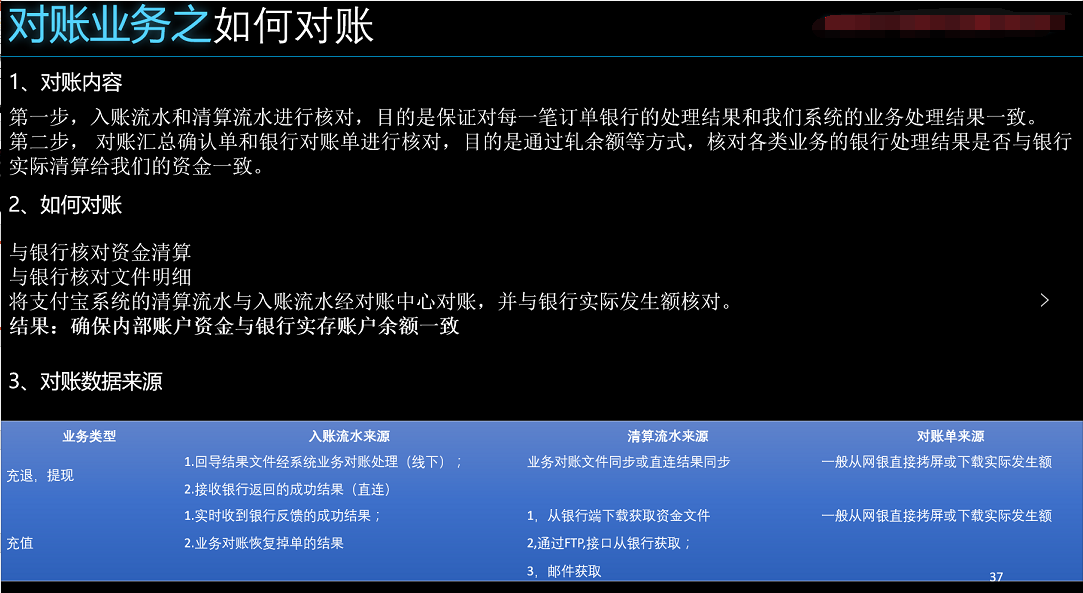 对账业务之如何对账
1、对账内容
第一步，入账流水和清算流水进行核对，目的是保证对每一笔订单银行的处理结果和我们系统的业务处理结果一致。
第二步， 对账汇总确认单和银行对账单进行核对，目的是通过轧余额等方式，核对各类业务的银行处理结果是否与银行
实际清算给我们的资金一致。
2、如何对账
与银行核对资金清算
与银行核对文件明细
将支付宝系统的清算流水与入账流水经对账中心对账，并与银行实际发生额核对。
结果：确保内部账户资金与银行实存账户余额一致
3、对账数据来源
业务类型 入账流水来源 清算流水来源 对账单来源
充退，提现 1.回导结果文件经系统业务对账处理（线下）； 业务对账文件同步或直连结果同步 一般从网银直接拷屏或下载实际发生额
2.接收银行返回的成功结果（直连）
充值 1.实时收到银行反馈的成功结果； 1，从银行端下载获取资金文件 一般从网银直接拷屏或下载实际发生额
2.业务对账恢复掉单的结果 2,通过FTP,接口从银行获取；
3，邮件获取
37